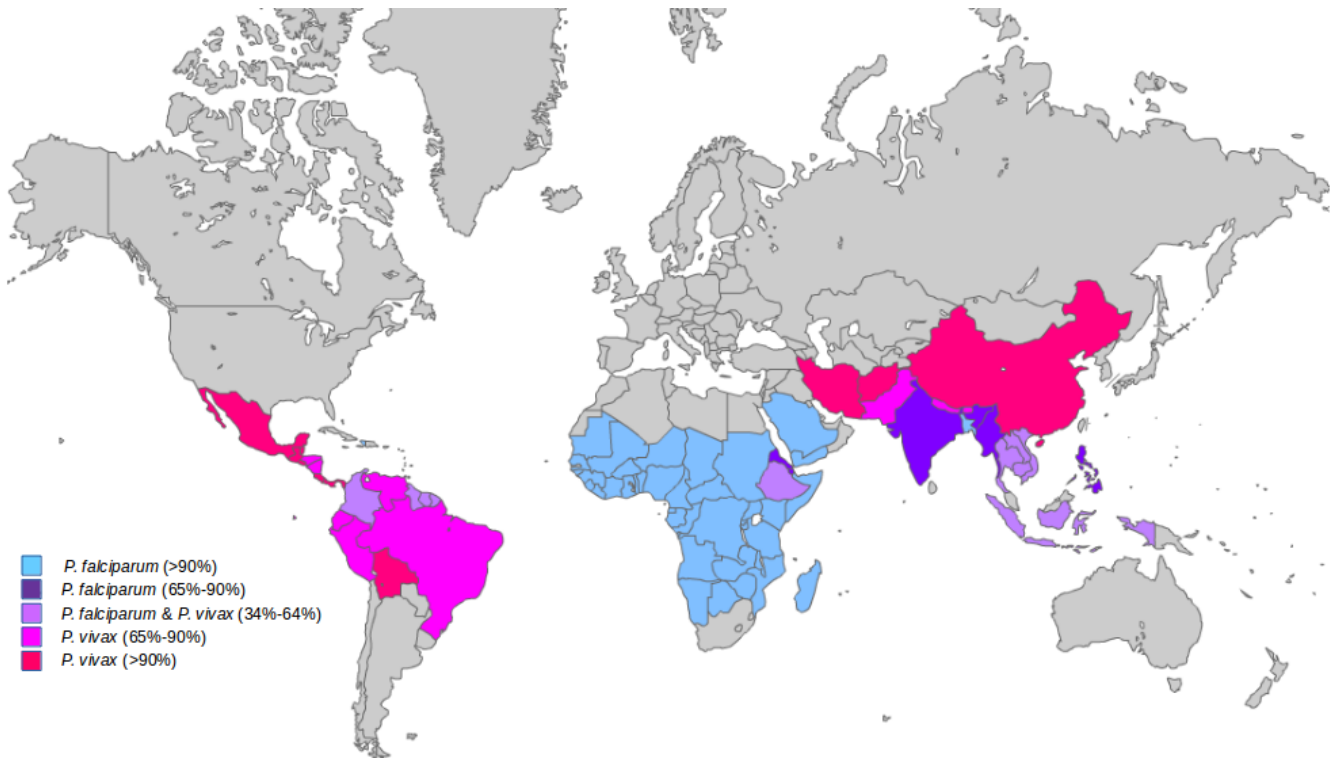 P. falciparum (>90%)
P. falciparum (65%-90%)
P. falciparum & P. vivax (34%-64%)
P. vivax (65%-90%)
P. vivax (>90%)